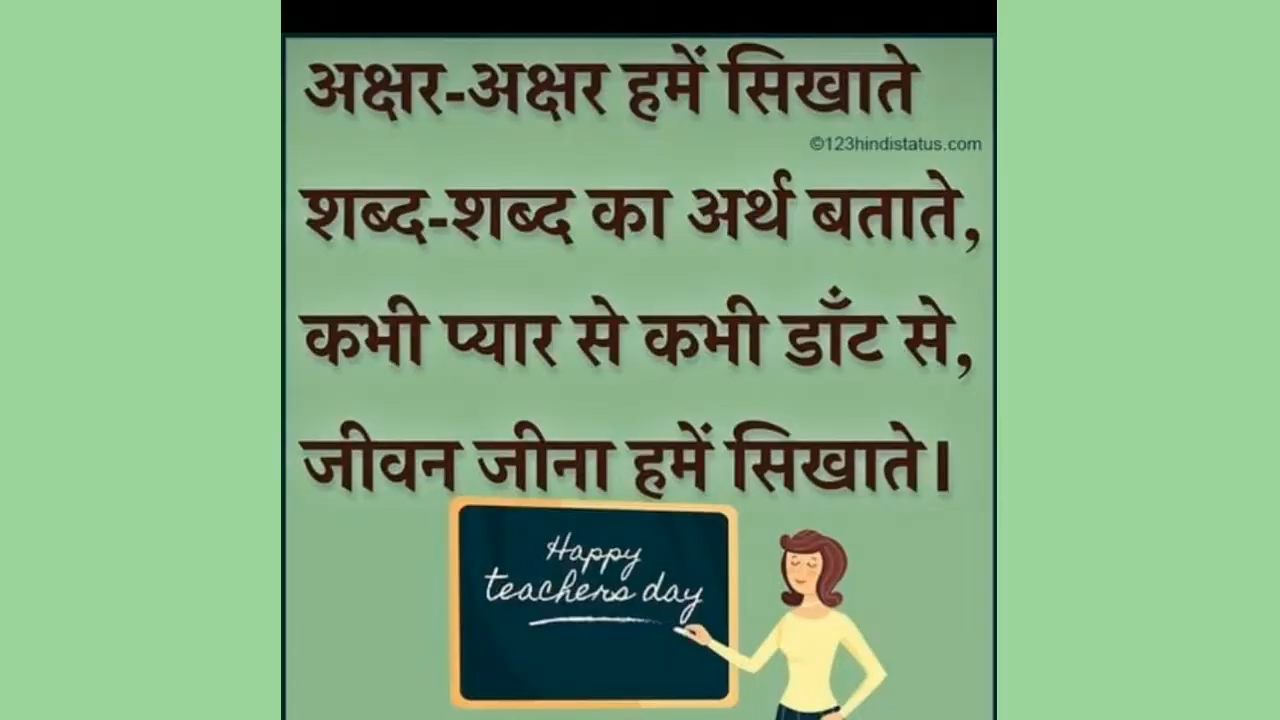 अक्षर-अक्षर हमें सिखाते
©123hindistatus.com
शब्द-शब्द का अर्थ बताते,
कभी प्यार से कभी डाँट से,
जीवन जीना हमें सिखाते।
Happy
teachers day